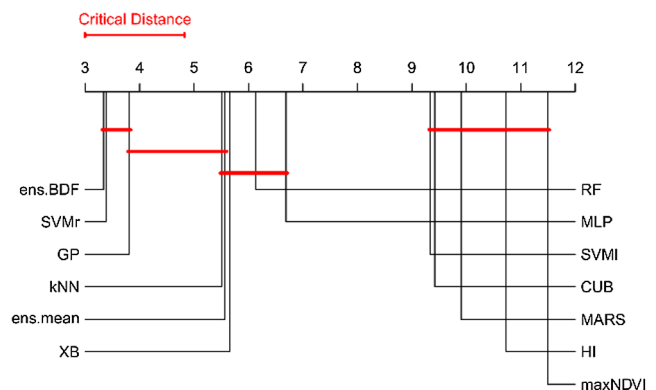 Critical Distance
3 4 5 6 7 8 9 10 11 12
ens.BDF RF
SVMr MLP
GP SVMl
kNN CUB
ens.mean MARS
XB HI
maxNDVI